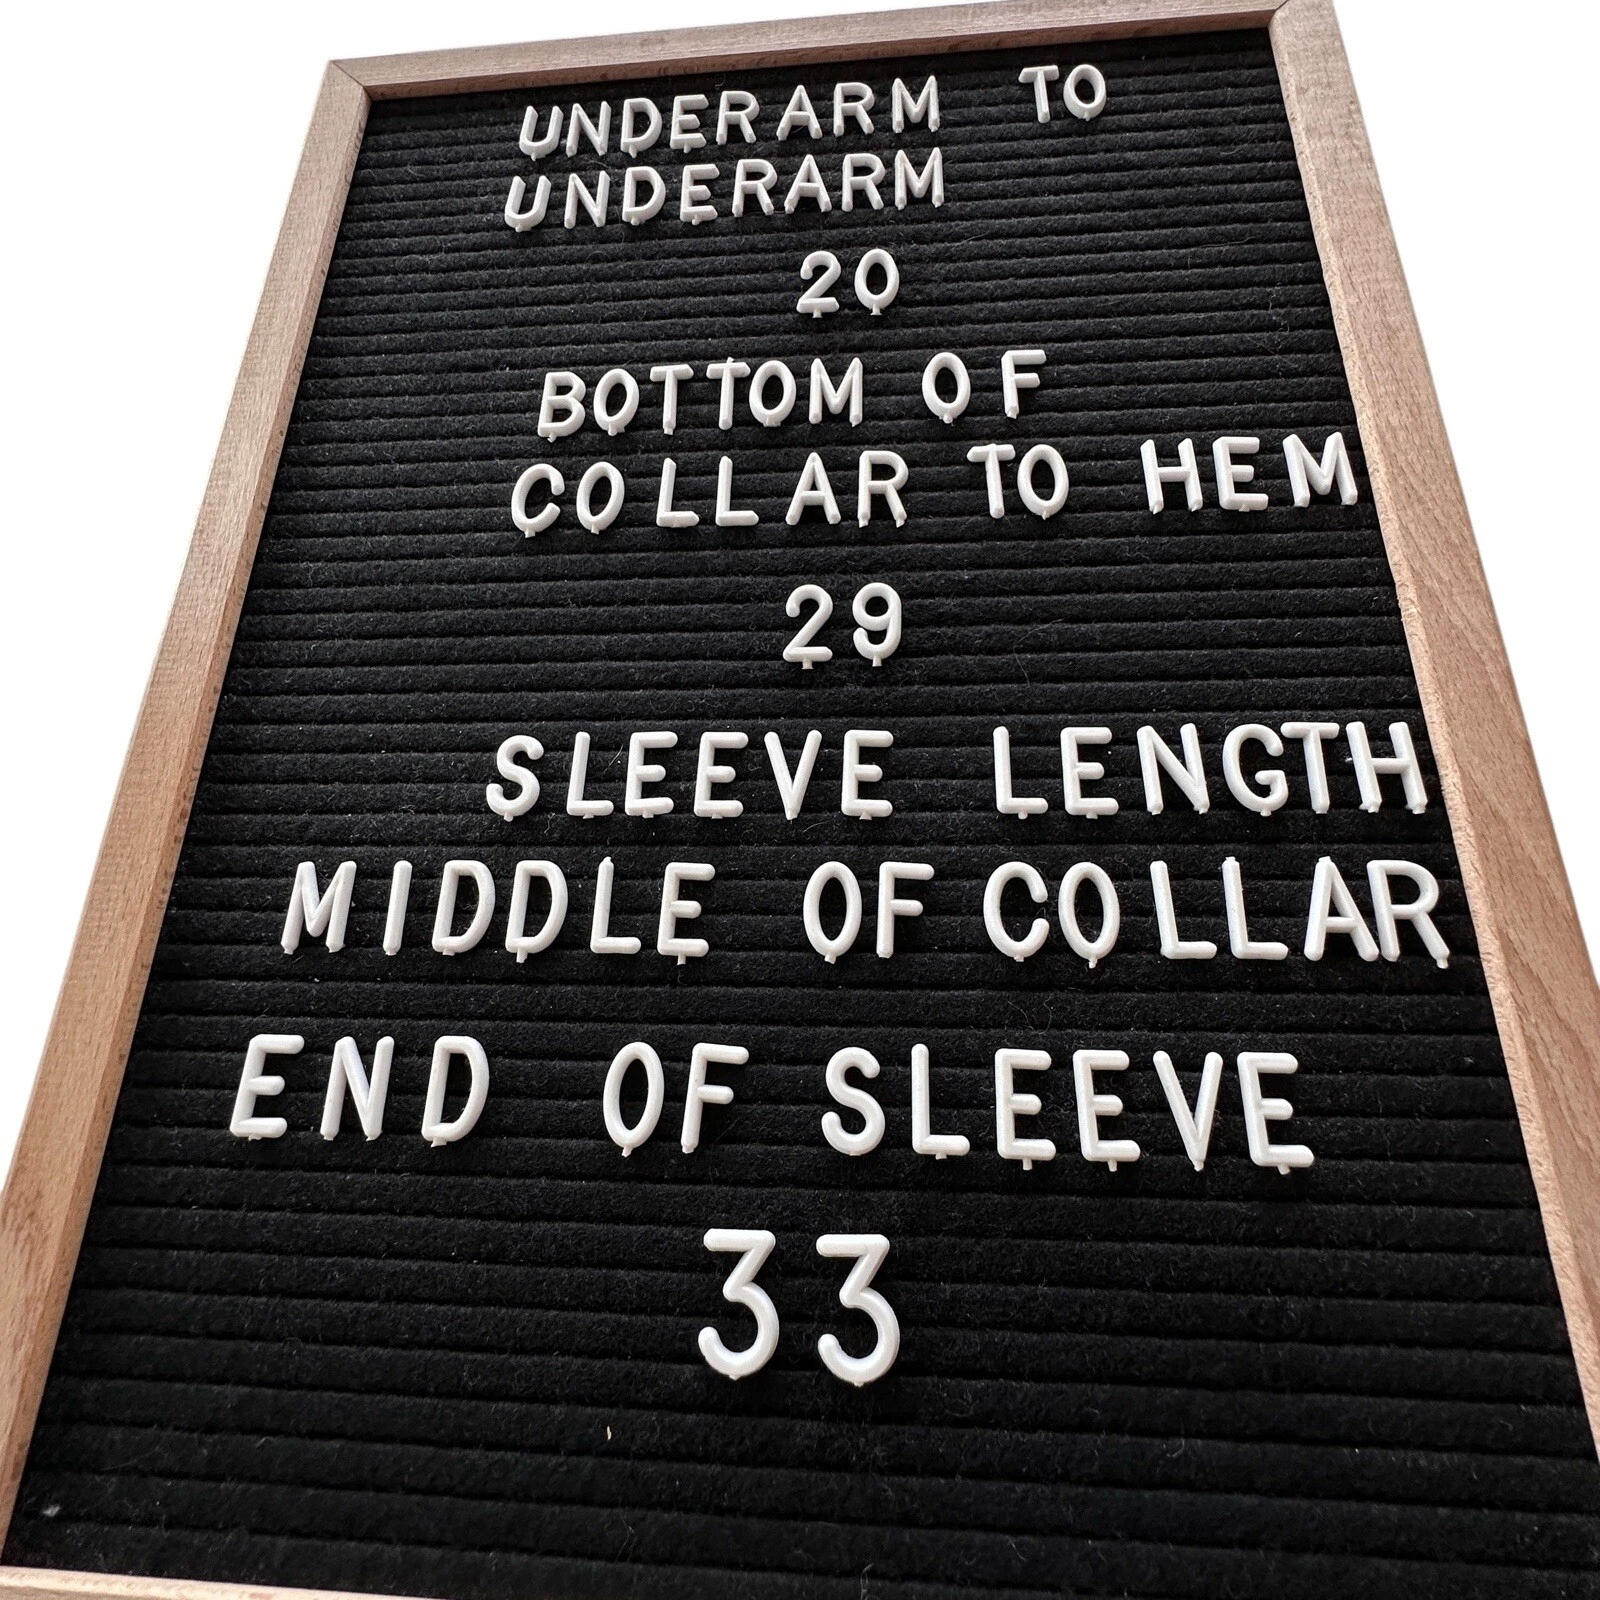 UNDERARM TO
UNDERARM
20
BOTTOM OF
COLLAR TO HEM
29
SLEEVE LENGTH
MIDDLE OF COLLAR
END OF SLEEVE
33